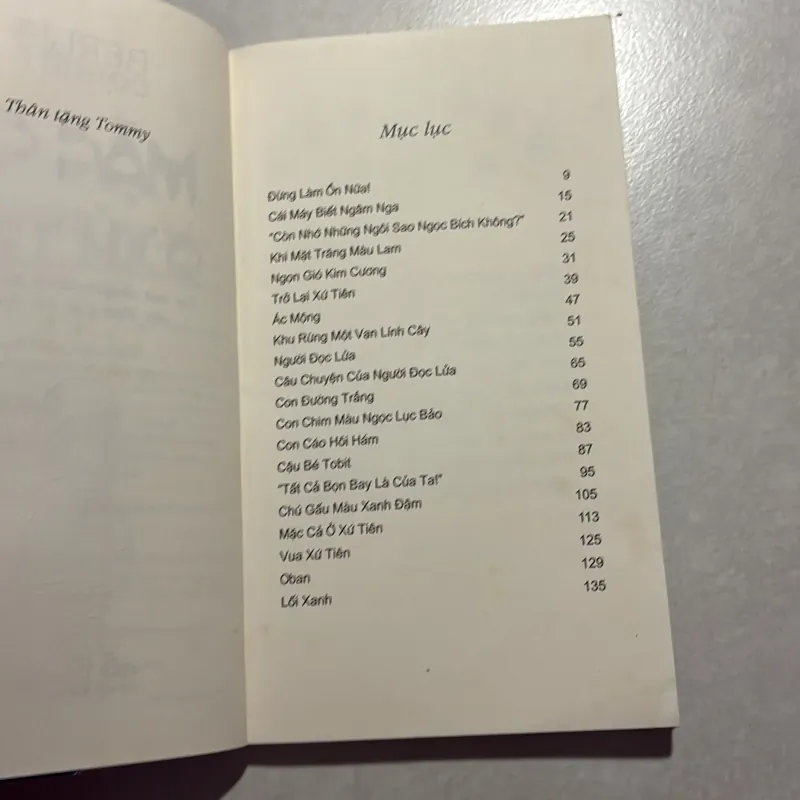 Thân tặng Tommy
Mục lục
Đừng Làm Ồn Nữa! 9
Cái Máy Biết Ngâm Nga 15
"Còn Nhớ Những Ngôi Sao Ngọc Bích Không?" 21
Khi Mặt Trăng Màu Lam 25
Ngọn Gió Kim Cương 31
Trở Lại Xứ Tiên 39
Ác Mộng 47
Khu Rừng Một Vạn Lính Cây 51
Người Đọc Lửa 55
Câu Chuyện Của Người Đọc Lửa 65
Con Đường Trắng 69
Con Chim Màu Ngọc Lục Bảo 77
Con Cáo Hôi Hám 83
Cậu Bé Tobit 87
"Tất Cả Bọn Bay Là Của Ta!" 95
Chú Gấu Màu Xanh Đậm 105
Mặc Cả Ở Xứ Tiên 113
Vua Xứ Tiên 125
Oban 129
Lối Xanh 135